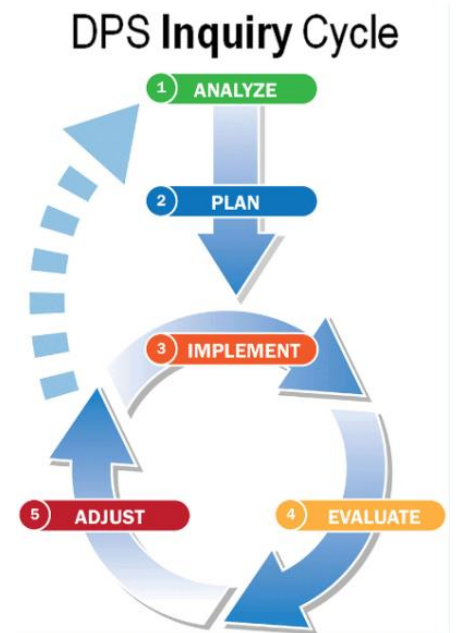 DPS Inquiry Cycle
1 ANALYZE
2 PLAN
3 IMPLEMENT
4 EVALUATE
5 ADJUST